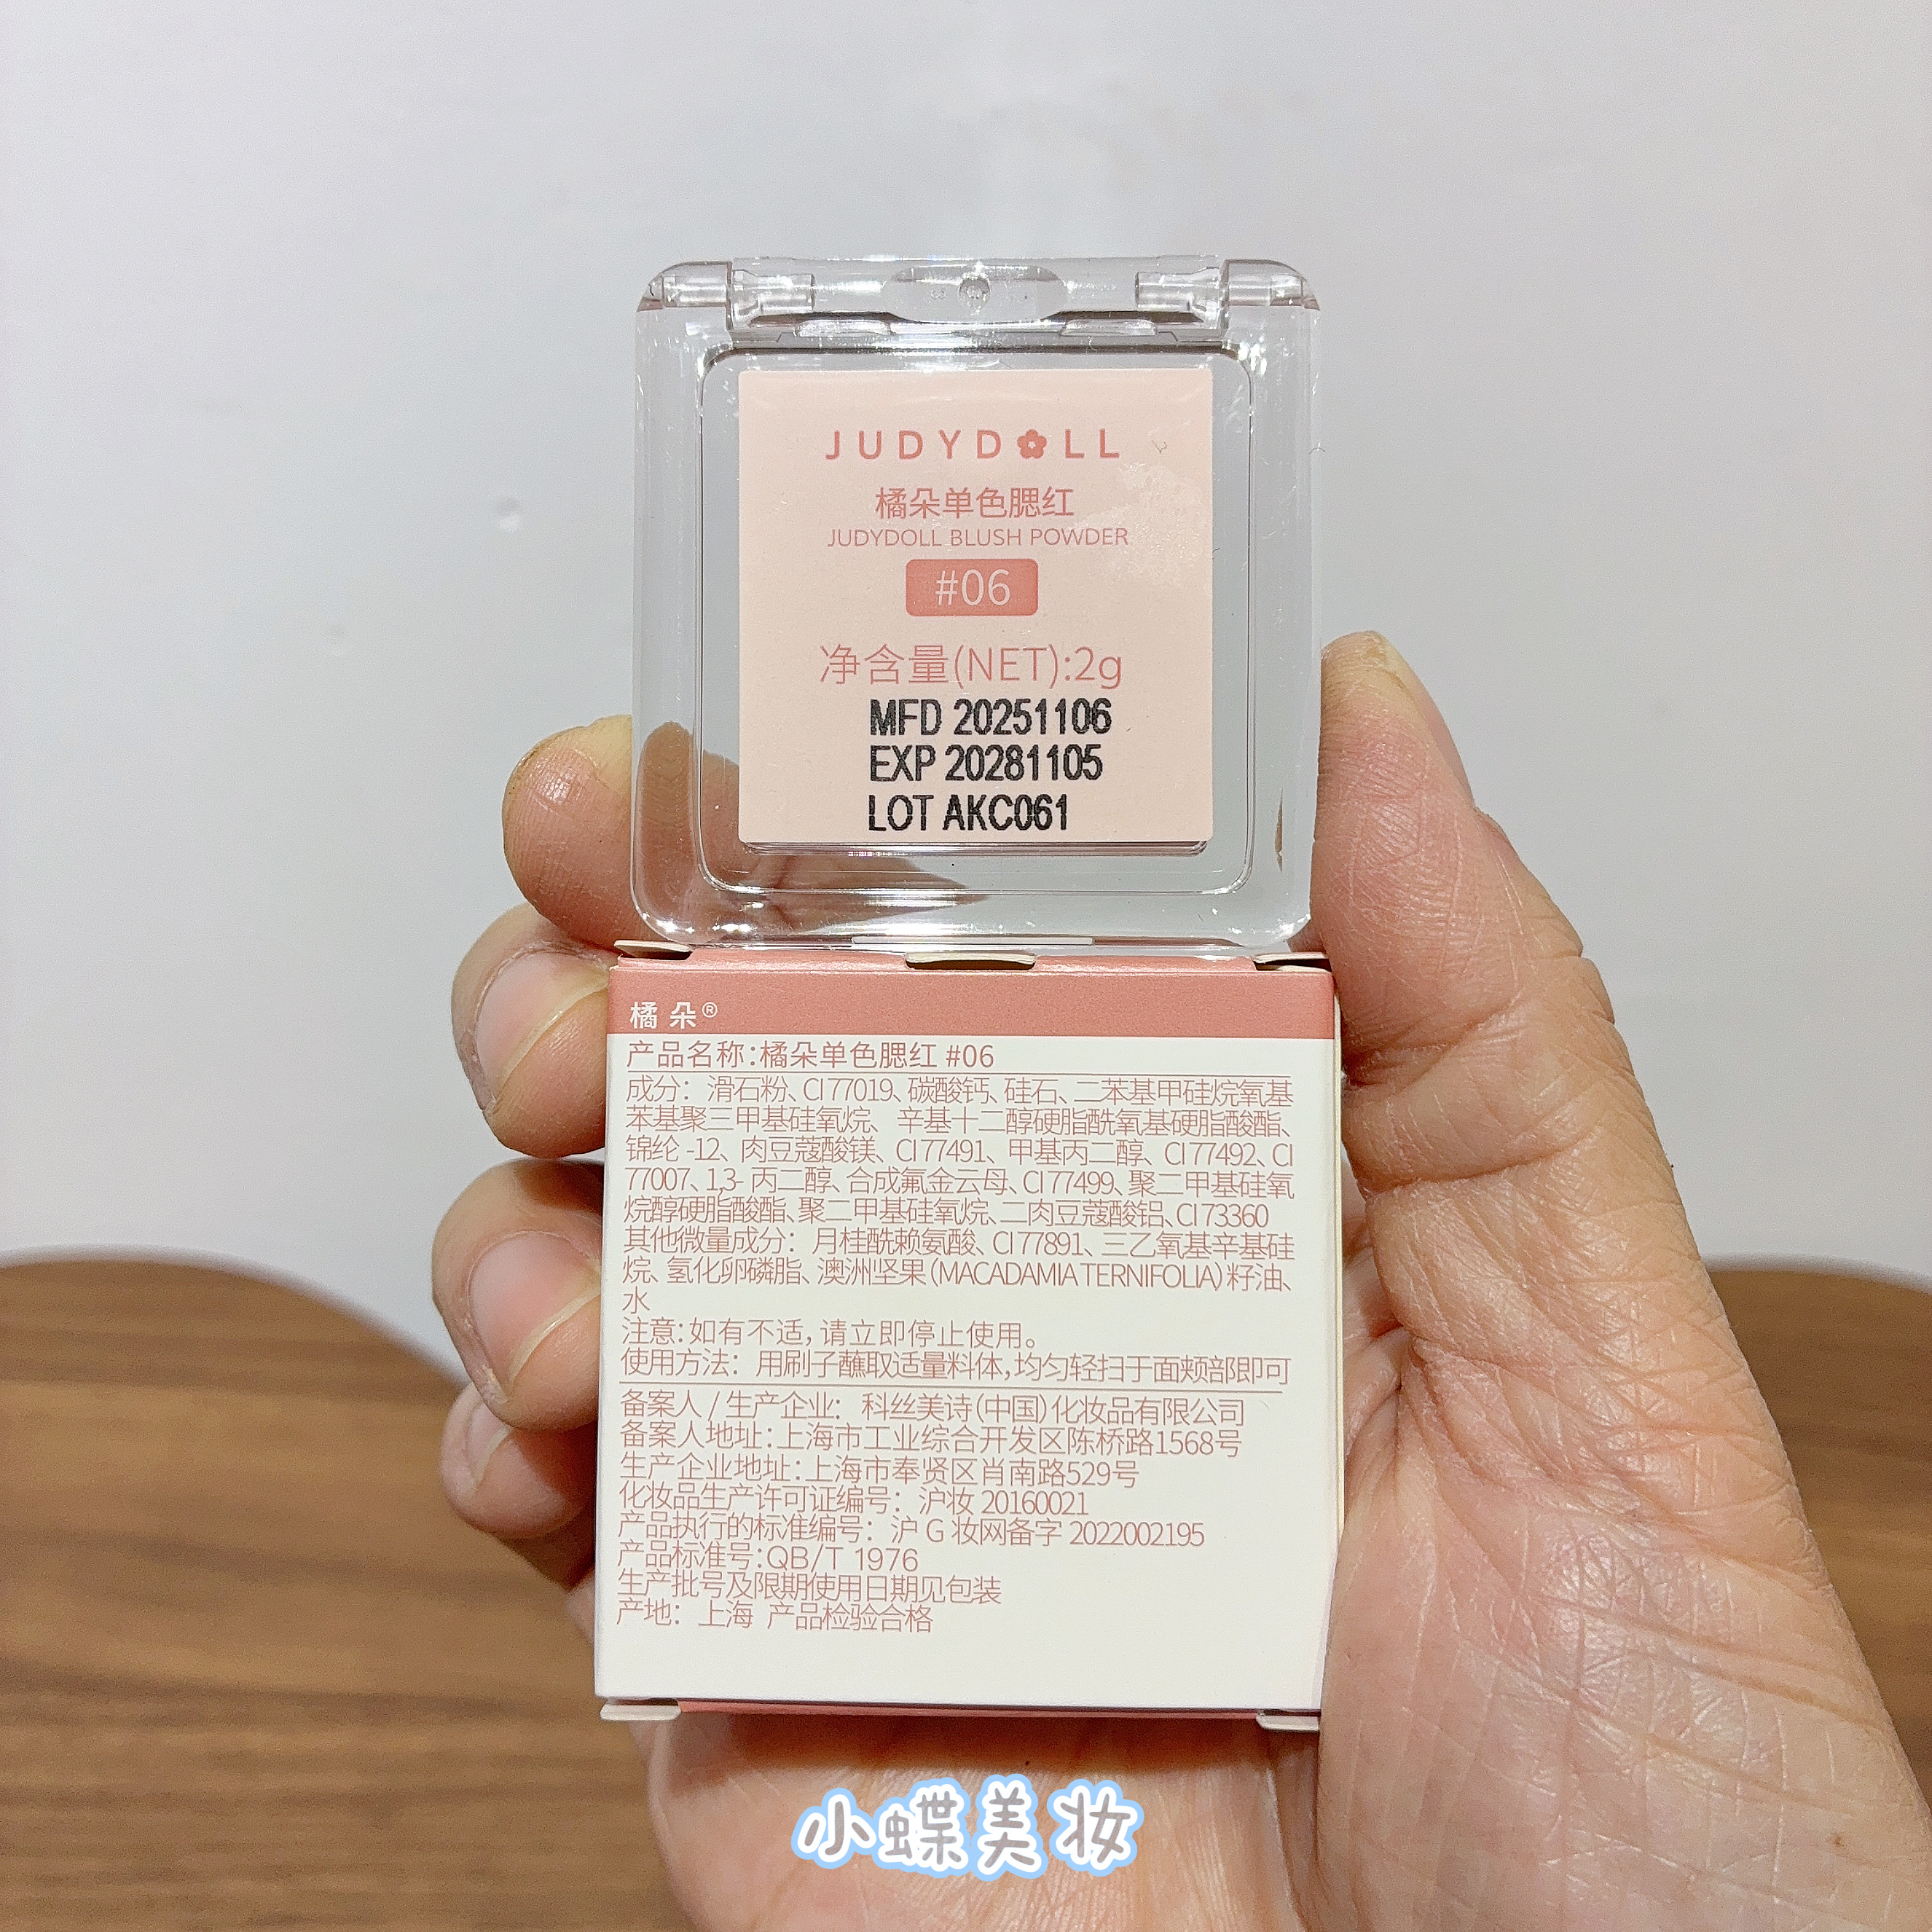 JUDYDOLL
橘朵单色腮红
JUDYDOLL BLUSH POWDER
#06
净含量(NET):2g
MFD 20251106
EXP 20281105
LOT AKC061
橘朵®
产品名称:橘朵单色腮红 #06
成分： 滑石粉、CI 77019、碳酸钙、硅石、二苯基甲硅烷氧基
苯基聚三甲基硅氧烷、 辛基十二醇硬脂酰氧基硬脂酸酯、
锦纶 -12、肉豆蔻酸镁、 CI 77491、甲基丙二醇、CI 77492、CI
77007、1,3- 丙二醇、合成氟金云母、CI 77499、聚二甲基硅氧
烷醇硬脂酸酯、聚二甲基硅氧烷、二肉豆蔻酸铝、CI 73360
其他微量成分： 月桂酰赖氨酸、CI 77891、三乙氧基辛基硅
烷、氢化卵磷脂、澳洲坚果（MACADAMIA TERNIFOLIA）籽油、
水
注意：如有不适，请立即停止使用。
使用方法： 用刷子蘸取适量料体，均匀轻扫于面颊部即可
备案人 / 生产企业： 科丝美诗（中国）化妆品有限公司
备案人地址：上海市工业综合开发区陈桥路1568号
生产企业地址：上海市奉贤区肖南路529号
化妆品生产许可证编号： 沪妆 20160021
产品执行的标准编号： 沪 G 妆网备字 2022002195
产品标准号：QB/T 1976
生产批号及限期使用日期见包装
产地： 上海 产品检验合格
小蝶美妆